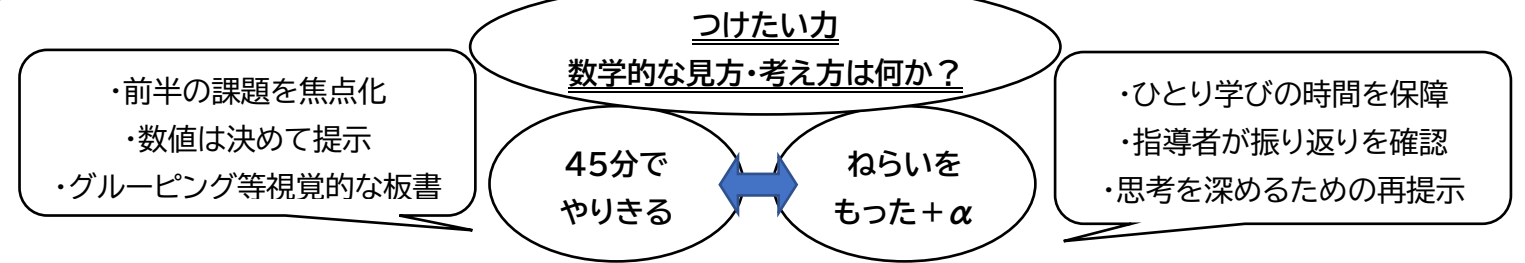 つけたい力
数学的な見方・考え方は何か？
・前半の課題を焦点化
・数値は決めて提示
・グルーピング等視覚的な板書
45分で
やりきる
ねらいを
もった＋α
・ひとり学びの時間を保障
・指導者が振り返りを確認
・思考を深めるための再提示